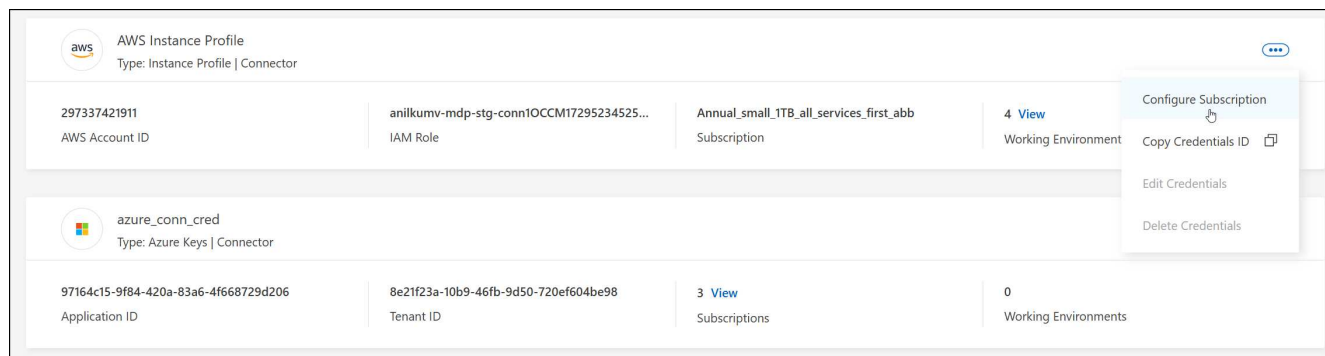 aws
AWS Instance Profile
Type: Instance Profile | Connector
297337421911
AWS Account ID
anilkumv-mdp-stg-conn1OCCM17295234525...
IAM Role
Annual_small_1TB_all_services_first_abb
Subscription
4 View
Working Environment
Configure Subscription
Copy Credentials ID
Edit Credentials
Delete Credentials
azure_conn_cred
Type: Azure Keys | Connector
97164c15-9f84-420a-83a6-4f668729d206
Application ID
8e21f23a-10b9-46fb-9d50-720ef604be98
Tenant ID
3 View
Subscriptions
0
Working Environments